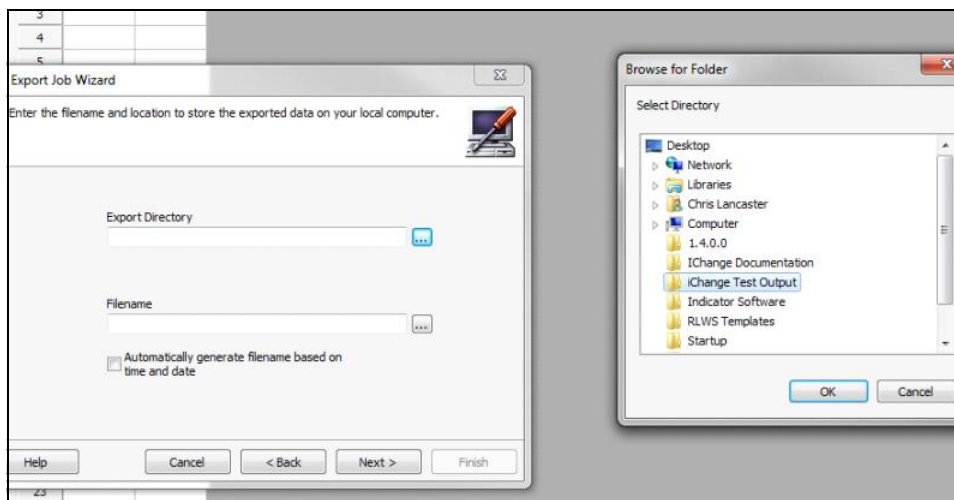 3
4
5
Export Job Wizard
Enter the filename and location to store the exported data on your local computer.
Export Directory
...
Filename
...
Automatically generate filename based on
time and date
Help
Cancel
< Back
Next >
Finish
23
Browse for Folder
Select Directory
Desktop
Network
Libraries
Chris Lancaster
Computer
1.4.0.0
IChange Documentation
iChange Test Output
Indicator Software
RLWS Templates
Startup
OK
Cancel